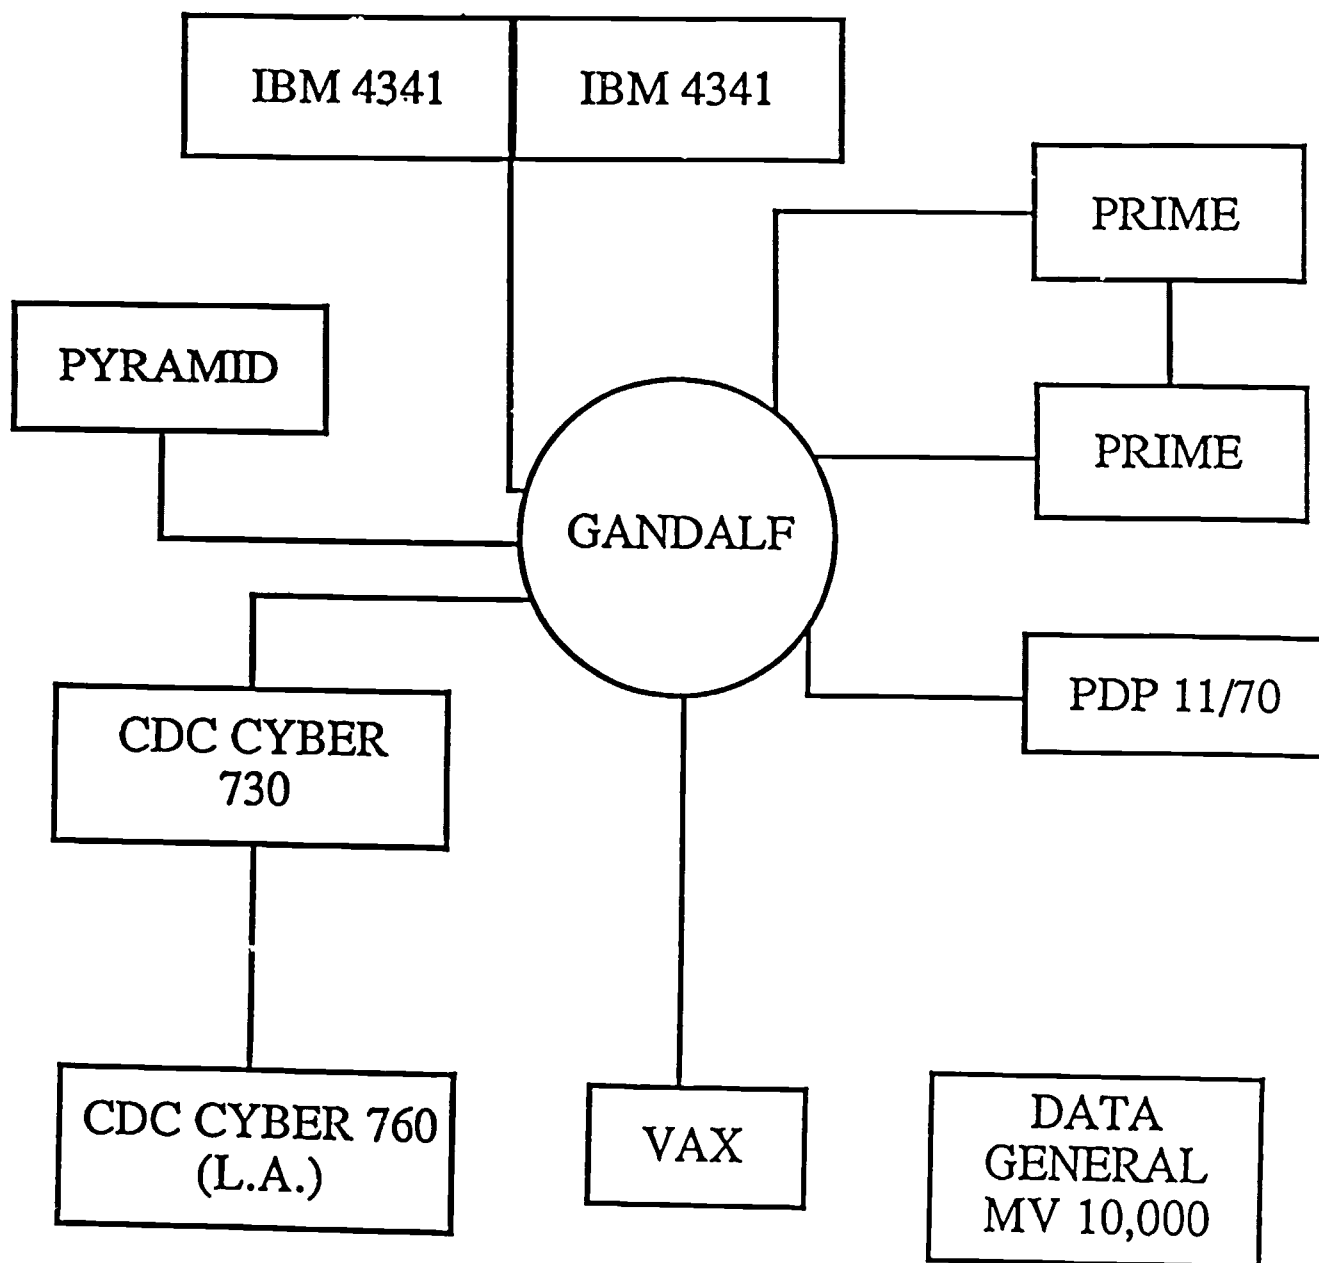 IBM 4341
IBM 4341
PRIME
PYRAMID
PRIME
GANDALF
PDP 11/70
CDC CYBER
730
CDC CYBER 760
(L.A.)
VAX
DATA
GENERAL
MV 10,000